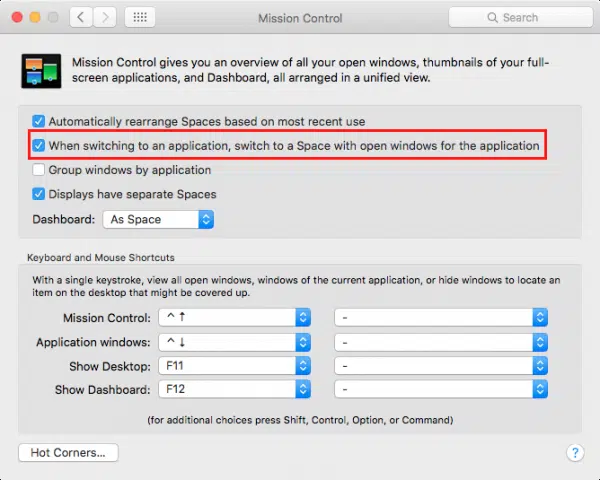 Mission Control
Search
Mission Control gives you an overview of all your open windows, thumbnails of your full-
screen applications, and Dashboard, all arranged in a unified view.
Automatically rearrange Spaces based on most recent use
When switching to an application, switch to a Space with open windows for the application
Group windows by application
Displays have separate Spaces
Dashboard: As Space
Keyboard and Mouse Shortcuts
With a single keystroke, view all open windows, windows of the current application, or hide windows to locate an
item on the desktop that might be covered up.
Mission Control: ^ ↑ -
Application windows: ^ ↓ -
Show Desktop: F11 -
Show Dashboard: F12 -
(for additional choices press Shift, Control, Option, or Command)
Hot Corners... ?